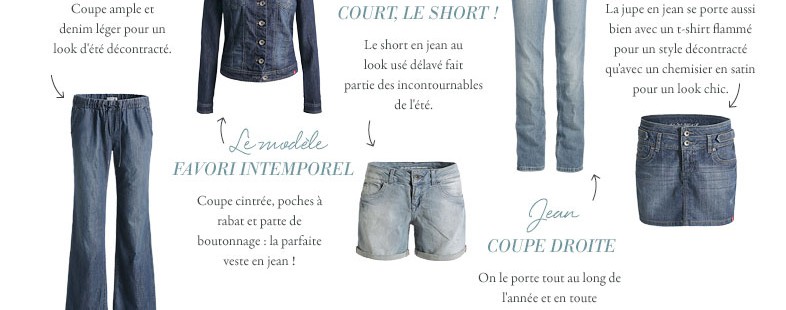 Coupe ample et
denim léger pour un
look d'été décontracté.
COURT, LE SHORT !
Le short en jean au
look usé délavé fait
partie des incontournables
de l'été.
La jupe en jean se porte aussi
bien avec un t-shirt flammé
pour un style décontracté
qu'avec un chemisier en satin
pour un look chic.
Le modèle
FAVORI INTEMPOREL
Coupe cintrée, poches à
rabat et patte de
boutonnage : la parfaite
veste en jean !
Jean
COUPE DROITE
On le porte tout au long de
l'année et en toute